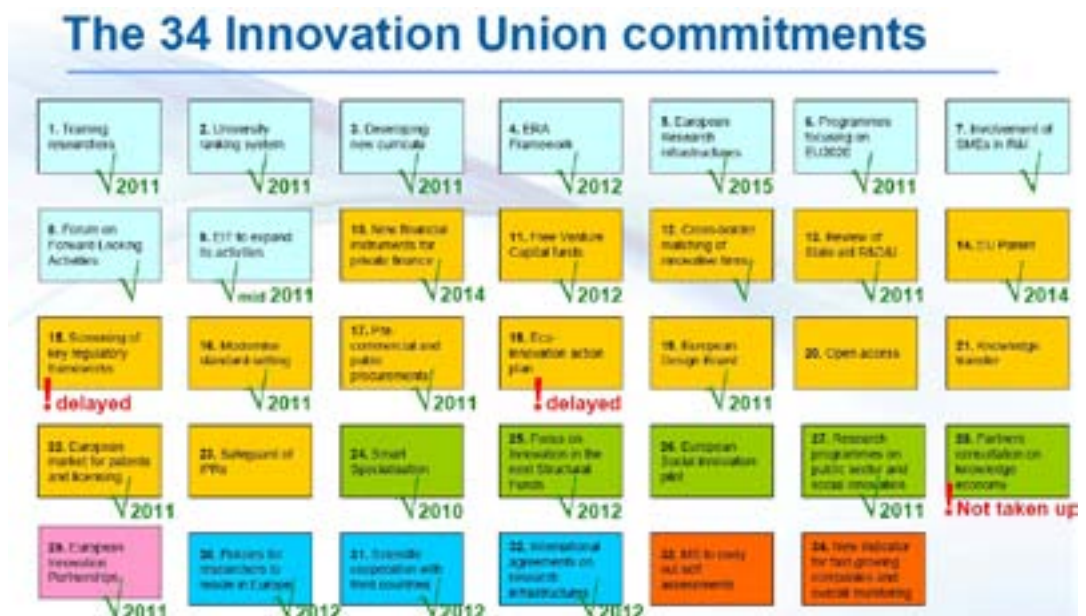 The 34 Innovation Union commitments
1. Training
researchers
2. University
ranking system
3. Developing
new curricula
4. ERA
Framework
5. European
Research
Infrastructures
6. Programmes
focusing on
EU2020
7. Involvement of
SMEs in R&I
√2011
√2011
√2011
√2012
√2015
√2011
√
8. Forum on
Forward Looking
Activities
9. EIT to expand
its activities
10. New financial
instruments for
private finance
11. Free Venture
Capital funds
12. Cross-border
matching of
innovative firms
13. Review of
State aid R&D&I
14. EU Patent
√
√mid 2011
√2014
√2012
√
√2011
√2014
15. Screening of
key regulatory
frameworks
16. Modernise
standard-setting
17. Pre-
commercial and
public
procurements
18. Eco-
innovation action
plan
19. European
Design Board
20. Open access
21. Knowledge
transfer
! delayed
√2011
√2011
! delayed
√2011
22. European
market for patents
and licensing
23. Safeguard of
IPRs
24. Smart
Specialisation
25. Focus on
Innovation in the
next Structural
Funds
26. European
Social Innovation
pilot
27. Research
programmes on
public sector and
social innovation
28. Partners
consultation on
knowledge
economy
√2011
√2010
√2012
√2011
! Not taken up
29. European
Innovation
Partnerships
30. Policies for
researchers to
reside in Europe
31. Scientific
cooperation with
third countries
32. International
agreements on
research
infrastructures
33. MS to carry
out self
assessments
34. New indicator
for fast growing
companies and
overall monitoring
√2011
√2012
√2012
√2012